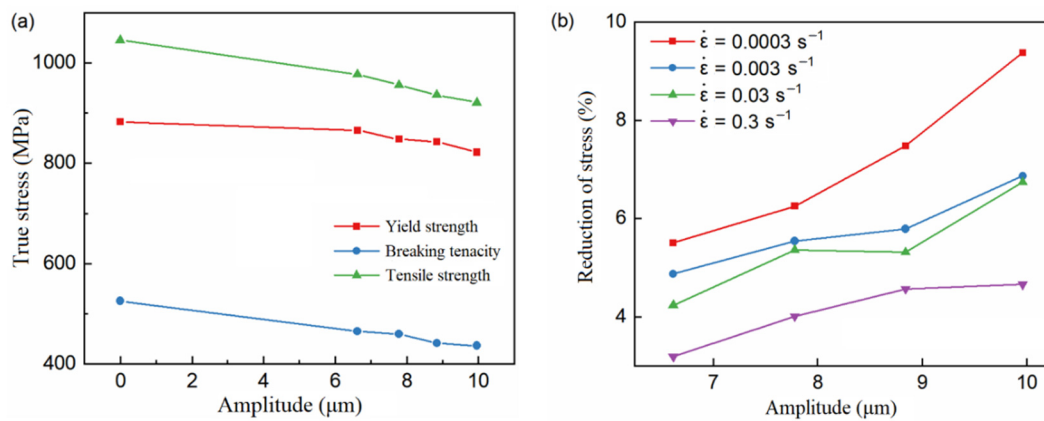 (a)
True stress (MPa)
1000
800
600
400
0
2
4
6
8
10
Amplitude (μm)
Yield strength
Breaking tenacity
Tensile strength
(b)
Reduction of stress (%)
10
8
6
4
7
8
9
10
Amplitude (μm)
ε̇ = 0.0003 s⁻¹
ε̇ = 0.003 s⁻¹
ε̇ = 0.03 s⁻¹
ε̇ = 0.3 s⁻¹